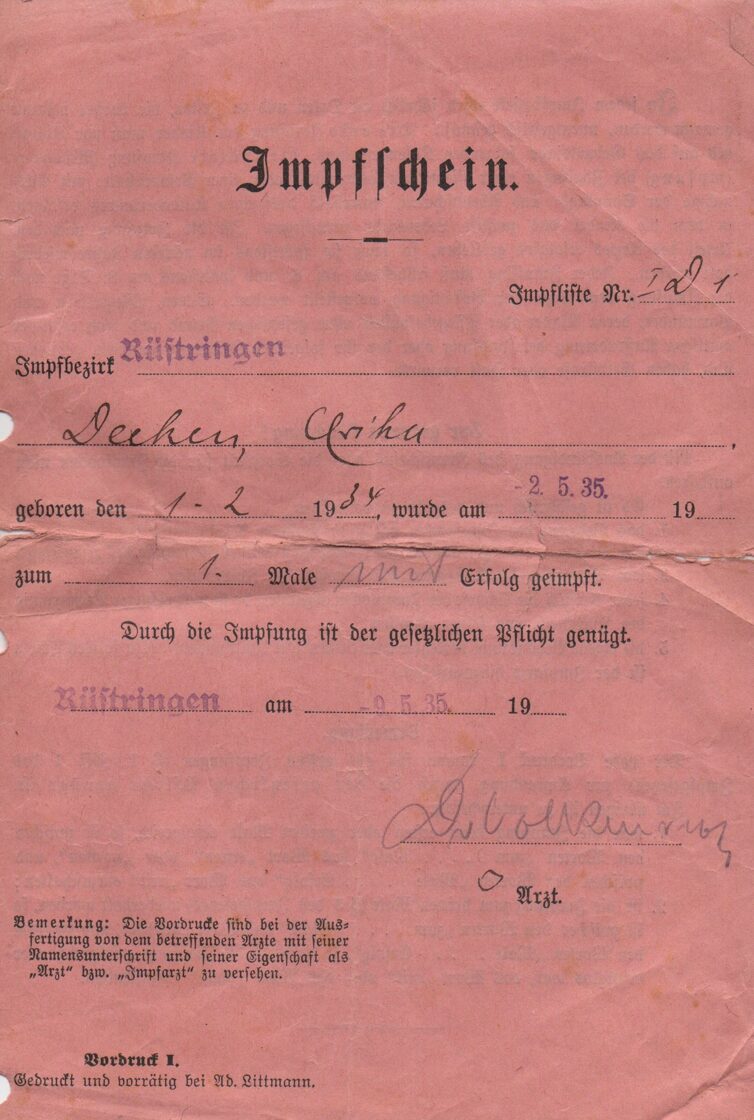 Impfschein.
Impfliste Nr. I D 1
Impfbezirk Rüstringen
Deeken,
geboren den 1-2 1934, wurde am -2. 5. 35. 19
zum 1. Male mit Erfolg geimpft.
Durch die Impfung ist der gesetzlichen Pflicht genügt.
Rüstringen am -9. 5. 35. 19
Dr
Arzt.
Bemerkung: Die Vordrucke sind bei der Aus-
fertigung von dem betreffenden Arzte mit seiner
Namensunterschrift und seiner Eigenschaft als
„Arzt" bzw. „Impfarzt" zu versehen.
Vordruck I.
Gedruckt und vorrätig bei Ad. Littmann.